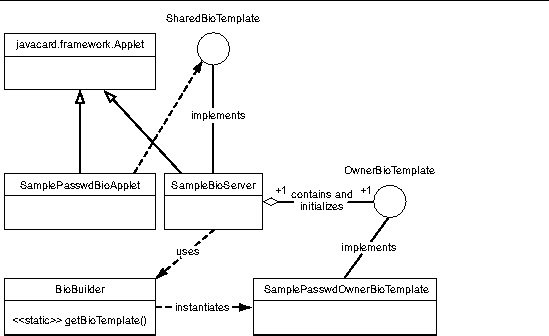 SharedBioTemplate
javacard.framework.Applet
implements
OwnerBioTemplate
SamplePasswdBioApplet
SampleBioServer
+1
contains and
initializes
+1
implements
uses
BioBuilder
<<static>> getBioTemplate()
instantiates
SamplePasswdOwnerBioTemplate